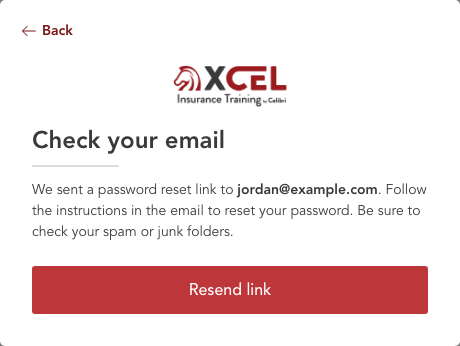 ← Back
XCEL
Insurance Training by Colibri
Check your email
We sent a password reset link to jordan@example.com. Follow
the instructions in the email to reset your password. Be sure to
check your spam or junk folders.
Resend link